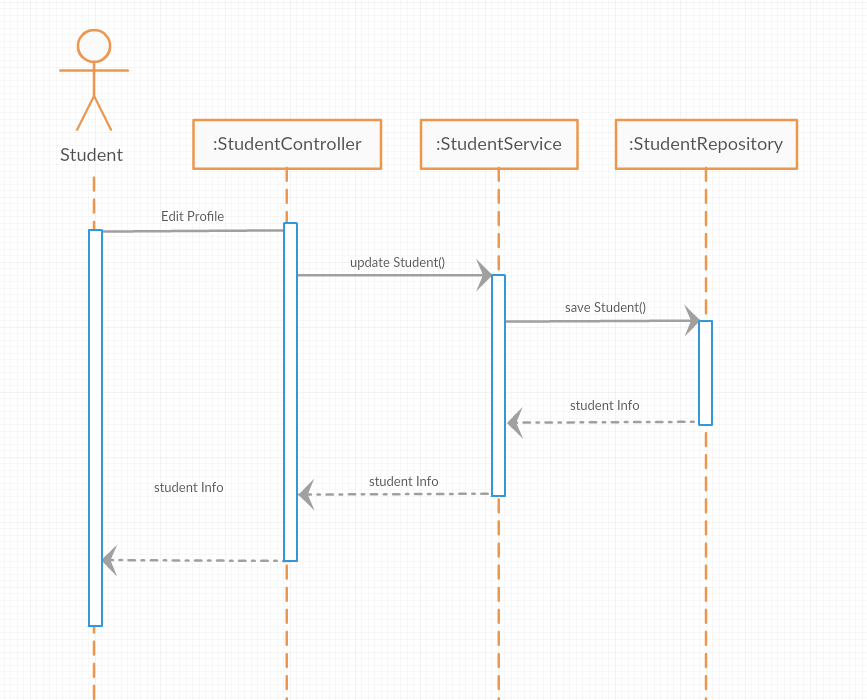 Student
:StudentController
:StudentService
:StudentRepository
Edit Profile
update Student()
save Student()
student Info
student Info
student Info